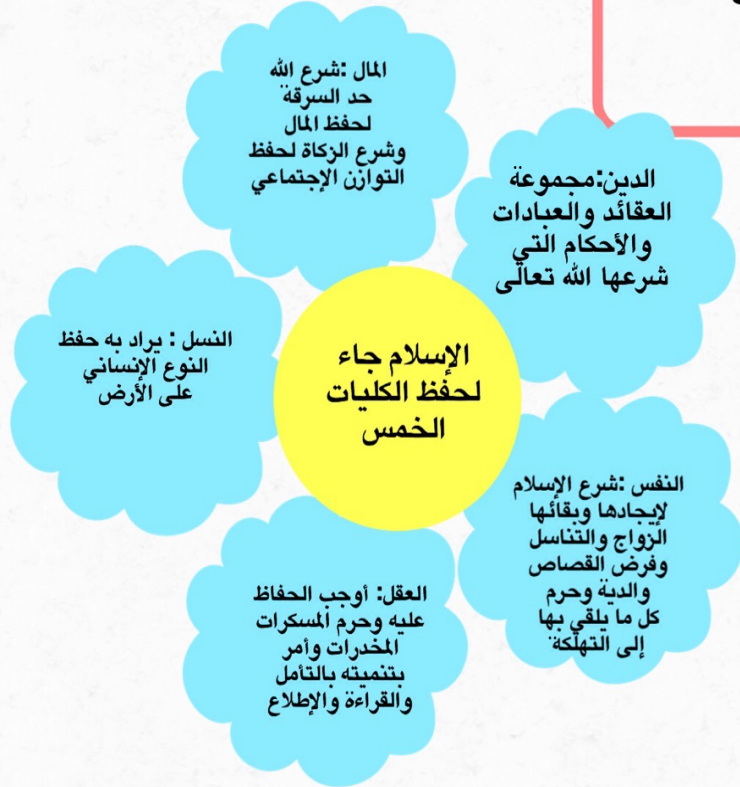 الإسلام جاء
لحفظ الكليات
الخمس
الدين:مجموعة
العقائد والعبادات
والأحكام التي
شرعها الله تعالى
النفس :شرع الإسلام
لإيجادها وبقائها
الزواج والتناسل
وفرض القصاص
والدية وحرم
كل ما يلقي بها
إلى التهلكة
العقل: أوجب الحفاظ
عليه وحرم المسكرات
المخدرات وأمر
بتنميته بالتأمل
والقراءة والإطلاع
النسل : يراد به حفظ
النوع الإنساني
على الأرض
المال :شرع الله
حد السرقة
لحفظ المال
وشرع الزكاة لحفظ
التوازن الإجتماعي